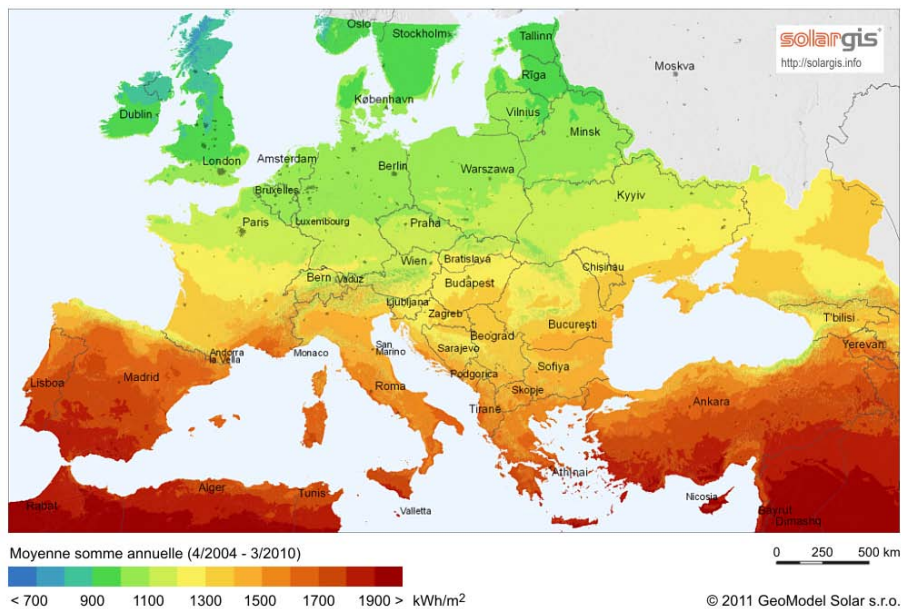 Oslo
Stockholm
Tallinn
solargis
http://solargis.info
Moskva
Rīga
København
Dublin
Vilnius
Minsk
London
Amsterdam
Berlin
Warszawa
Bruxelles
Kyyiv
Paris
Luxembourg
Praha
Wien
Bratislava
Chișinau
Bern
Vaduz
Budapest
Ljubljana
Zagreb
T'bilisi
Beograd
București
Yerevan
San
Marino
Sarajevo
Andorra
la Vella
Monaco
Sofiya
Podgorica
Lisboa
Madrid
Roma
Skopje
Ankara
Tiranë
Athínai
Alger
Tunis
Nicosia
Rabat
Valletta
Bayrut
Dimashq
Moyenne somme annuelle (4/2004 - 3/2010)
0 250 500 km
< 700 900 1100 1300 1500 1700 1900 > kWh/m²
© 2011 GeoModel Solar s.r.o.